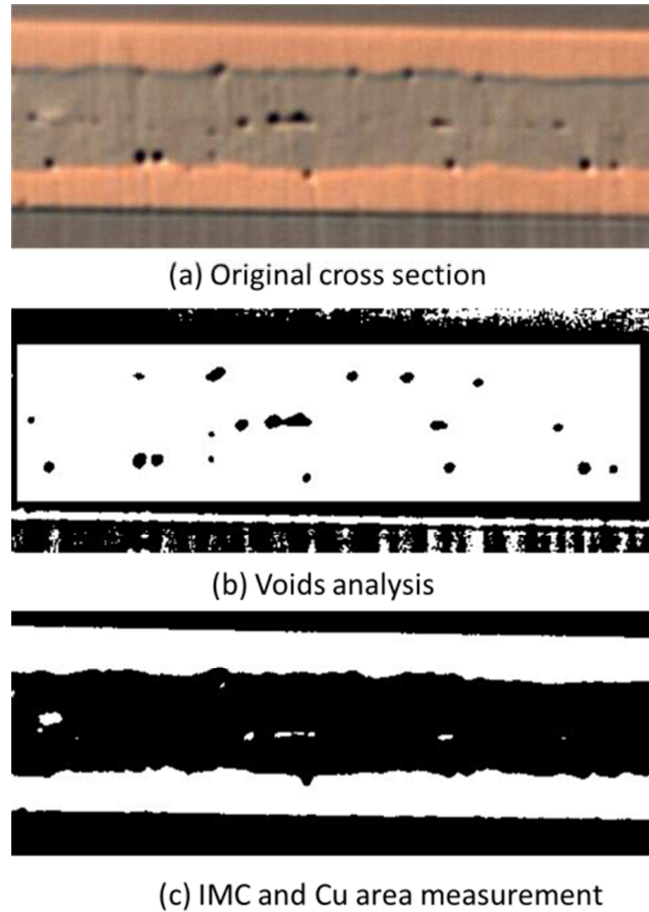 (a) Original cross section
(b) Voids analysis
(c) IMC and Cu area measurement